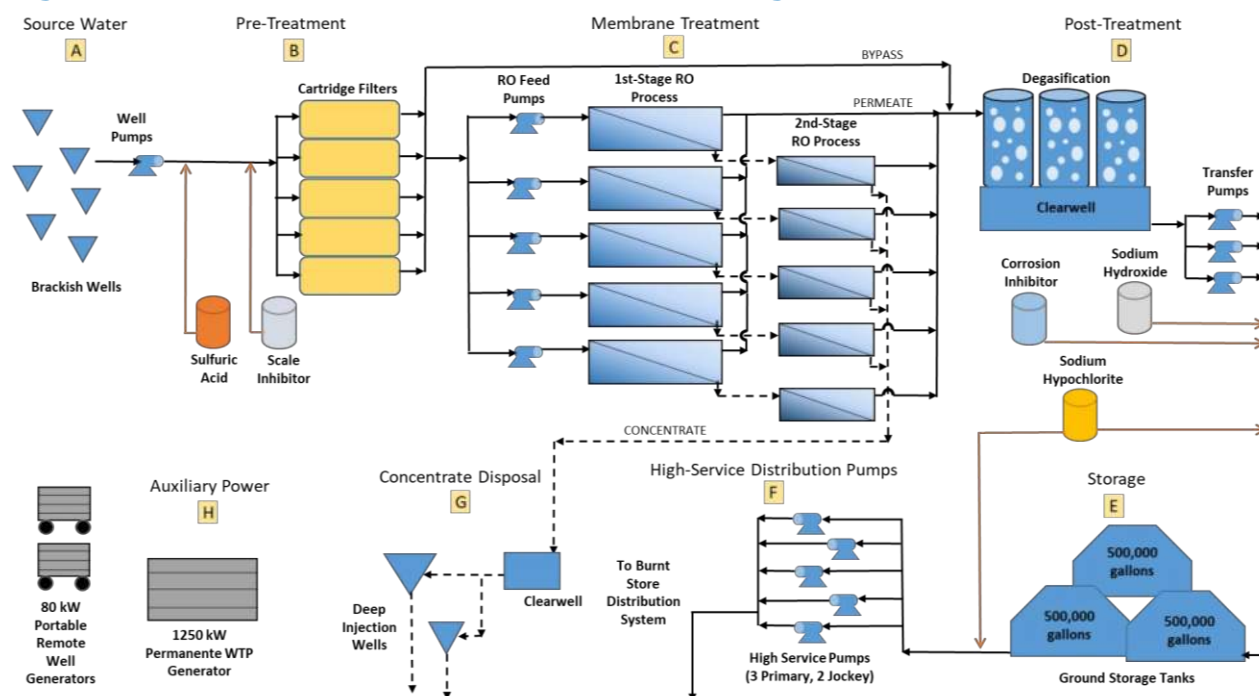 Source Water
A
Pre-Treatment
B
Membrane Treatment
C
Post-Treatment
D
BYPASS
Well
Pumps
Cartridge Filters
RO Feed
Pumps
1st-Stage RO
Process
PERMEATE
2nd-Stage
RO Process
Degasification
Clearwell
Transfer
Pumps
Brackish Wells
Sulfuric
Acid
Scale
Inhibitor
Corrosion
Inhibitor
Sodium
Hydroxide
Sodium
Hypochlorite
CONCENTRATE
Auxiliary Power
H
Concentrate Disposal
G
High-Service Distribution Pumps
F
Storage
E
80 kW
Portable
Remote
Well
Generators
1250 kW
Permanente WTP
Generator
Deep
Injection
Wells
Clearwell
To Burnt
Store
Distribution
System
High Service Pumps
(3 Primary, 2 Jockey)
500,000
gallons
500,000
gallons
500,000
gallons
Ground Storage Tanks